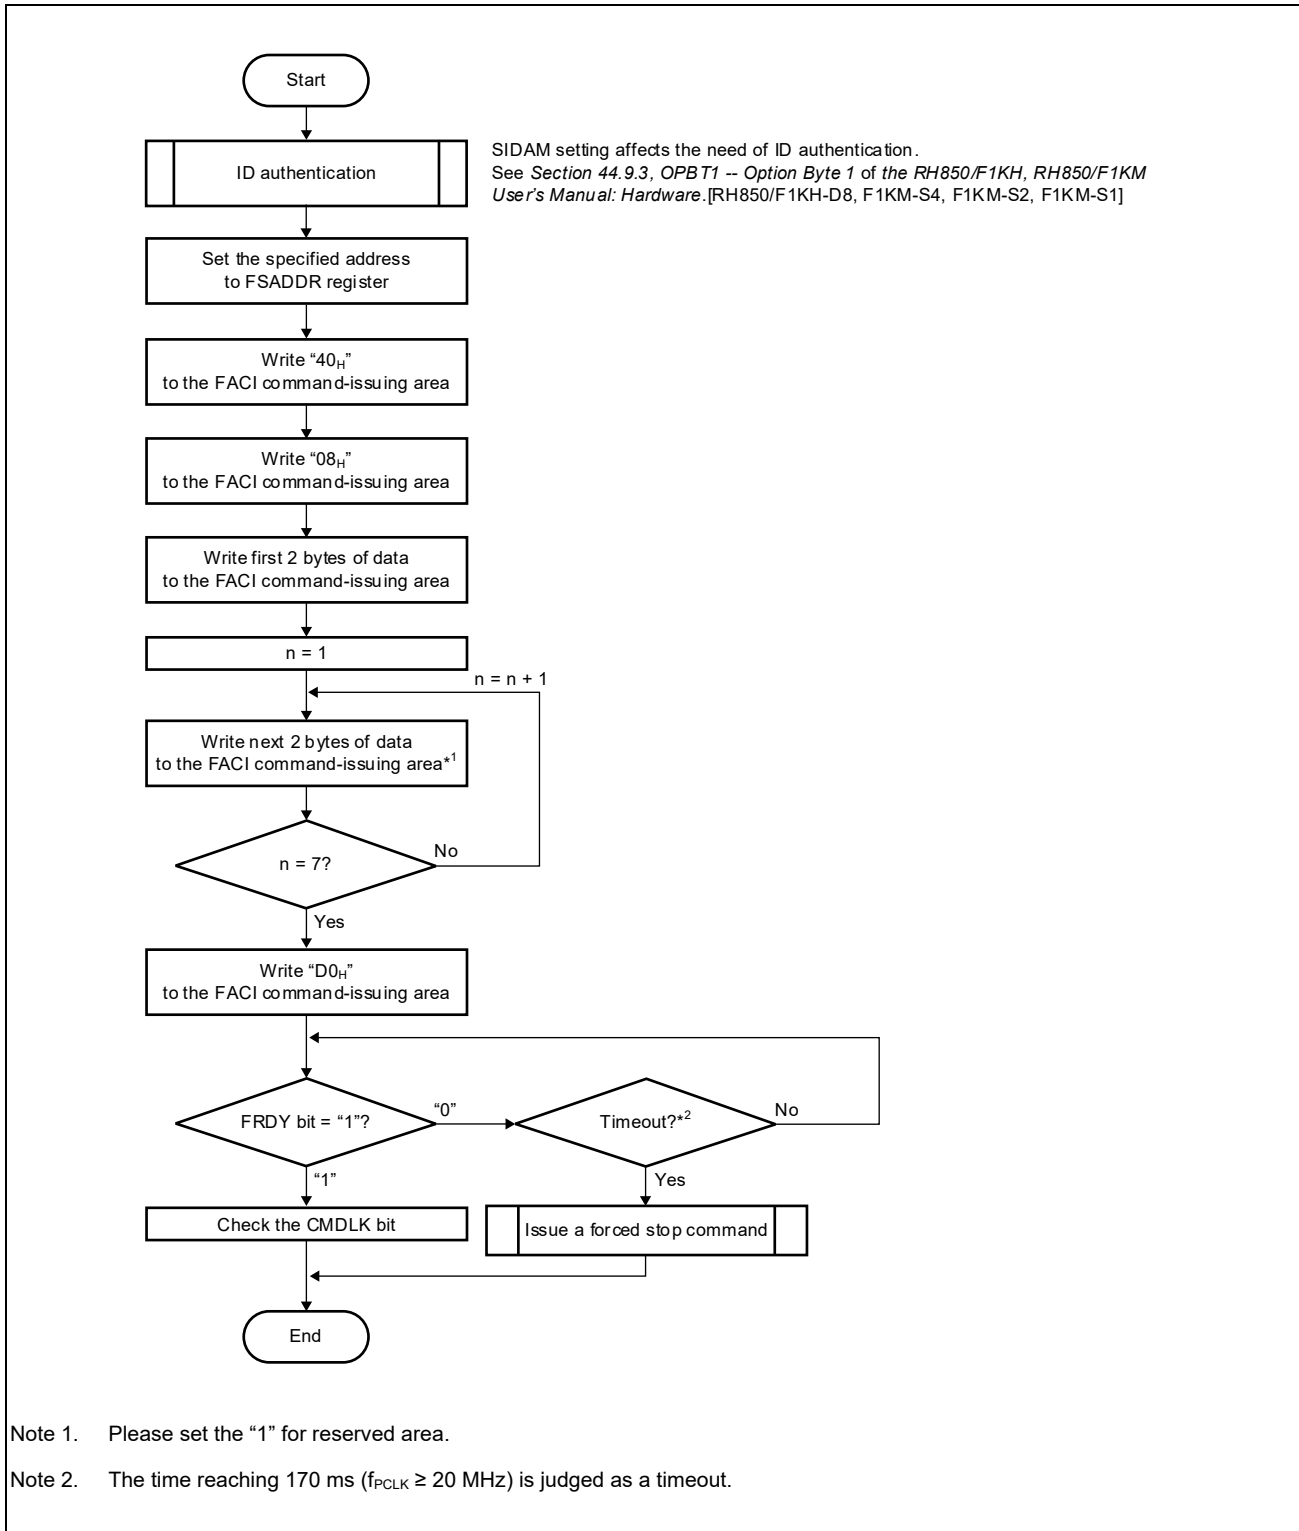 Start
ID authentication
SIDAM setting affects the need of ID authentication.
See Section 44.9.3, OPBT1 -- Option Byte 1 of the RH850/F1KH, RH850/F1KM
User's Manual: Hardware.[RH850/F1KH-D8, F1KM-S4, F1KM-S2, F1KM-S1]
Set the specified address
to FSADDR register
Write “40H”
to the FACI command-issuing area
Write “08H”
to the FACI command-issuing area
Write first 2 bytes of data
to the FACI command-issuing area
n = 1
n = n + 1
Write next 2 bytes of data
to the FACI command-issuing area*1
n = 7?
No
Yes
Write “D0H”
to the FACI command-issuing area
FRDY bit = “1”?
“0”
Timeout?*2
No
“1”
Yes
Check the CMDLK bit
Issue a forced stop command
End
Note 1. Please set the “1” for reserved area.
Note 2. The time reaching 170 ms (fPCLK ≥ 20 MHz) is judged as a timeout.